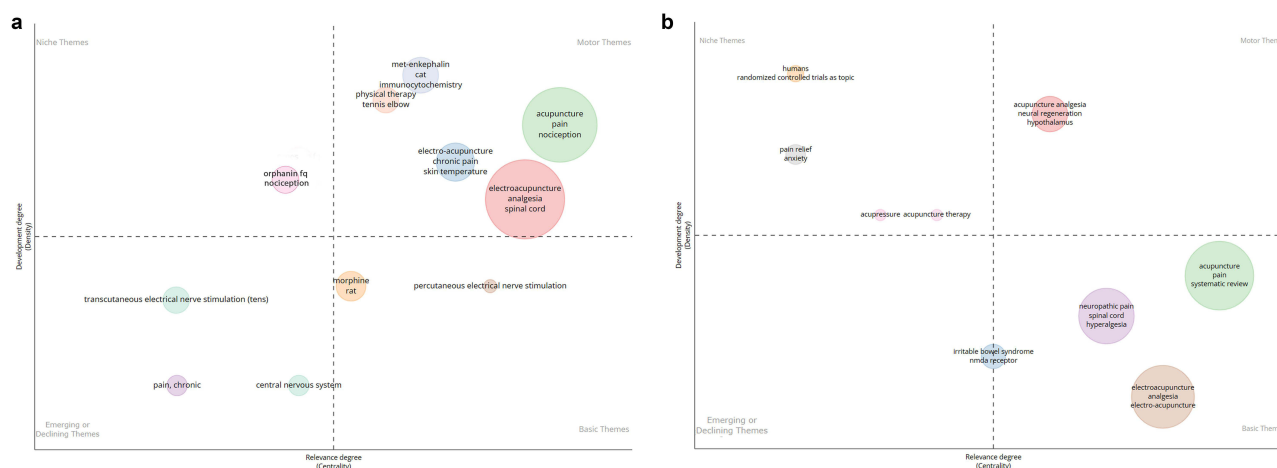 a
Niche Themes
Motor Themes
met-enkephalin
cat
immunocytochemistry
physical therapy
tennis elbow
acupuncture
pain
nociception
electro-acupuncture
chronic pain
skin temperature
orphanin fq
nociception
electroacupuncture
analgesia
spinal cord
morphine
rat
percutaneous electrical nerve stimulation
transcutaneous electrical nerve stimulation (tens)
pain, chronic
central nervous system
Emerging or
Declining Themes
Basic Themes
Development degree
(Density)
Relevance degree
(Centrality)
b
Niche Themes
Motor Them
humans
randomized controlled trials as topic
acupuncture analgesia
neural regeneration
hypothalamus
pain relief
anxiety
acupressure acupuncture therapy
acupuncture
pain
systematic review
neuropathic pain
spinal cord
hyperalgesia
irritable bowel syndrome
nmda receptor
electroacupuncture
analgesia
electro-acupuncture
Emerging or
Declining Themes
Basic Them
Development degree
(Density)
Relevance degree
(Centrality)